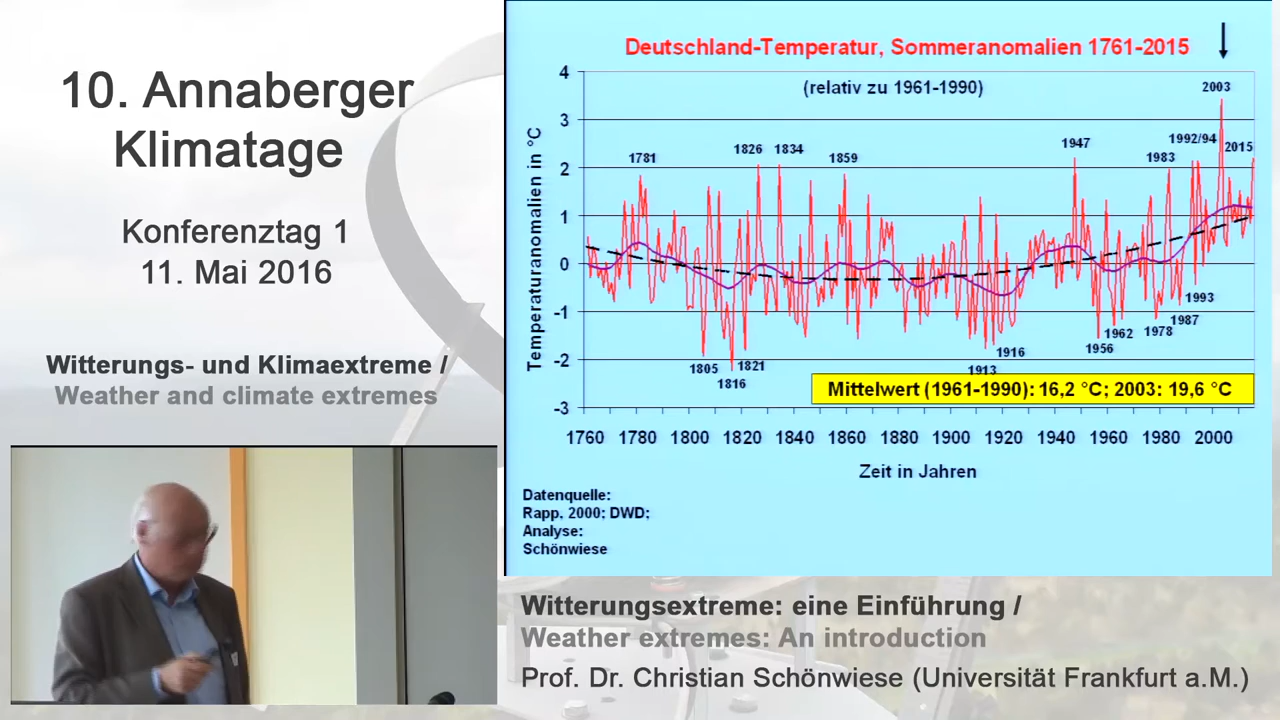 10. Annaberger
Klimatage
Konferenztag 1
11. Mai 2016
Witterungs- und Klimaextreme /
Weather and climate extremes
Deutschland-Temperatur, Sommeranomalien 1761-2015
(relativ zu 1961-1990)
Temperaturanomalien in °C
4
3
2
1
0
-1
-2
-3
1781
1826
1834
1859
1947
1983
1992/94
2003
2015
1805
1816
1821
1913
1916
1956
1962
1978
1987
1993
Mittelwert (1961-1990): 16,2 °C; 2003: 19,6 °C
1760 1780 1800 1820 1840 1860 1880 1900 1920 1940 1960 1980 2000
Zeit in Jahren
Datenquelle:
Rapp, 2000; DWD;
Analyse:
Schönwiese
Witterungsextreme: eine Einführung /
Weather extremes: An introduction
Prof. Dr. Christian Schönwiese (Universität Frankfurt a.M.)